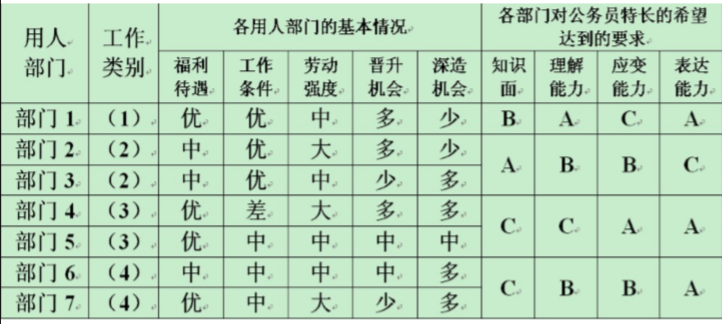 用人部门 工作类别 各用人部门的基本情况 各部门对公务员特长的希望达到的要求
福利待遇 工作条件 劳动强度 晋升机会 深造机会 知识面 理解能力 应变能力 表达能力
部门 1 （1） 优 优 中 多 少 B A C A
部门 2 （2） 中 优 大 多 少 A B B C
部门 3 （2） 中 优 中 少 多
部门 4 （3） 优 差 大 多 多 C C A A
部门 5 （3） 优 中 中 中 中
部门 6 （4） 中 中 中 中 多 C B B A
部门 7 （4） 优 中 大 少 多